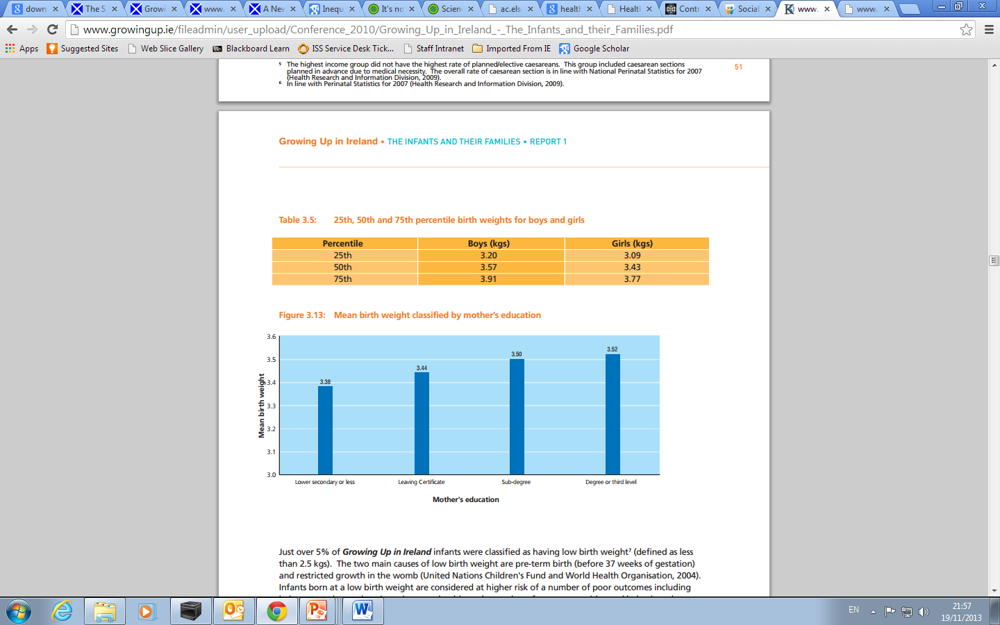 down
The S
Growi
www.
A New
Inequ
It's no
Scien
ac.els
health
Health
Contr
Social
www.
www.
www.growingup.ie/fileadmin/user_upload/Conference_2010/Growing_Up_in_Ireland_-_The_Infants_and_their_Families.pdf
Apps Suggested Sites Web Slice Gallery Bb Blackboard Learn ISS Service Desk Tick... Staff Intranet Imported From IE Google Scholar
5 The highest income group did not have the highest rate of planned/elective caesareans. This group included caesarean sections
planned in advance due to medical necessity. The overall rate of caesarean section is in line with National Perinatal Statistics for 2007
(Health Research and Information Division, 2009).
6 In line with Perinatal Statistics for 2007 (Health Research and Information Division, 2009).
51
Growing Up in Ireland • THE INFANTS AND THEIR FAMILIES • REPORT 1
Table 3.5: 25th, 50th and 75th percentile birth weights for boys and girls
Percentile Boys (kgs) Girls (kgs)
25th 3.20 3.09
50th 3.57 3.43
75th 3.91 3.77
Figure 3.13: Mean birth weight classified by mother's education
Mean birth weight
3.6
3.5
3.4
3.3
3.2
3.1
3.0
3.38
3.44
3.50
3.52
Lower secondary or less Leaving Certificate Sub-degree Degree or third level
Mother's education
Just over 5% of Growing Up in Ireland infants were classified as having low birth weight7 (defined as less
than 2.5 kgs). The two main causes of low birth weight are pre-term birth (before 37 weeks of gestation)
and restricted growth in the womb (United Nations Children's Fund and World Health Organisation, 2004).
Infants born at a low birth weight are considered at higher risk of a number of poor outcomes including
EN
21:57
19/11/2013